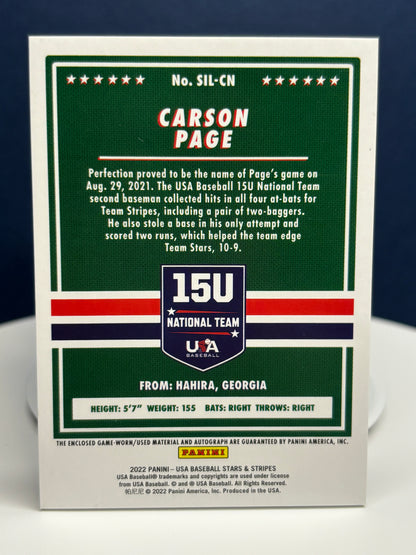 No. SIL-CN
CARSON
PAGE
Perfection proved to be the name of Page's game on
Aug. 29, 2021. The USA Baseball 15U National Team
second baseman collected hits in all four at-bats for
Team Stripes, including a pair of two-baggers.
He also stole a base in his only attempt and
scored two runs, which helped the team edge
Team Stars, 10-9.
15U
NATIONAL TEAM
USA
BASEBALL
FROM: HAHIRA, GEORGIA
HEIGHT: 5'7" WEIGHT: 155 BATS: RIGHT THROWS: RIGHT
THE ENCLOSED GAME-WORN/USED MATERIAL AND AUTOGRAPH ARE GUARANTEED BY PANINI AMERICA, INC.
PANINI
2022 PANINI – USA BASEBALL STARS & STRIPES
USA Baseball® trademarks and copyrights are used under license
from USA Baseball. © and ® USA Baseball. All Rights Reserved.
帕尼尼 © 2022 Panini America, Inc. Produced in the USA.